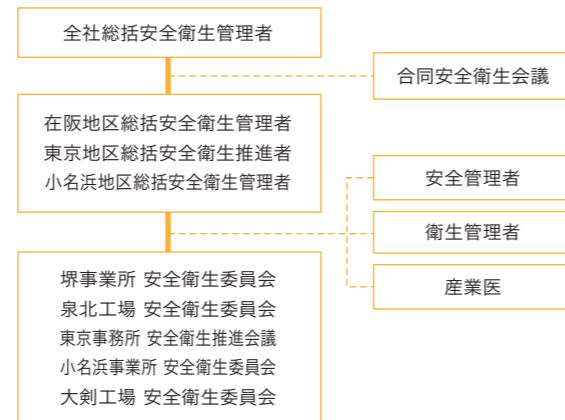 全社総括安全衛生管理者
合同安全衛生会議
在阪地区総括安全衛生管理者
東京地区総括安全衛生推進者
小名浜地区総括安全衛生管理者
安全管理者
衛生管理者
産業医
堺事業所 安全衛生委員会
泉北工場 安全衛生委員会
東京事務所 安全衛生推進会議
小名浜事業所 安全衛生委員会
大剣工場 安全衛生委員会